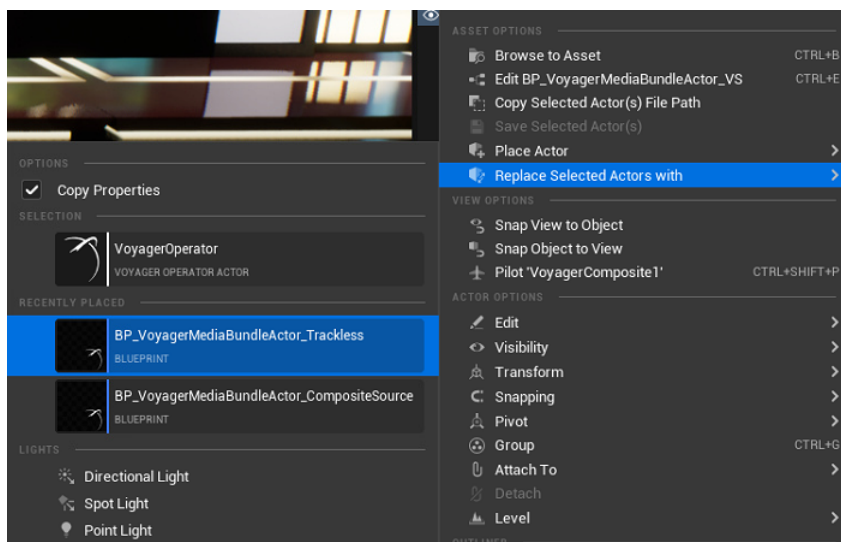 OPTIONS
Copy Properties
SELECTION
VoyagerOperator
VOYAGER OPERATOR ACTOR
RECENTLY PLACED
BP_VoyagerMediaBundleActor_Trackless
BLUEPRINT
BP_VoyagerMediaBundleActor_CompositeSource
BLUEPRINT
LIGHTS
Directional Light
Spot Light
Point Light
ASSET OPTIONS
Browse to Asset CTRL+B
Edit BP_VoyagerMediaBundleActor_VS CTRL+E
Copy Selected Actor(s) File Path
Save Selected Actor(s)
Place Actor
Replace Selected Actors with
VIEW OPTIONS
Snap View to Object
Snap Object to View
Pilot 'VoyagerComposite1' CTRL+SHIFT+P
ACTOR OPTIONS
Edit
Visibility
Transform
Snapping
Pivot
Group CTRL+G
Attach To
Detach
Level